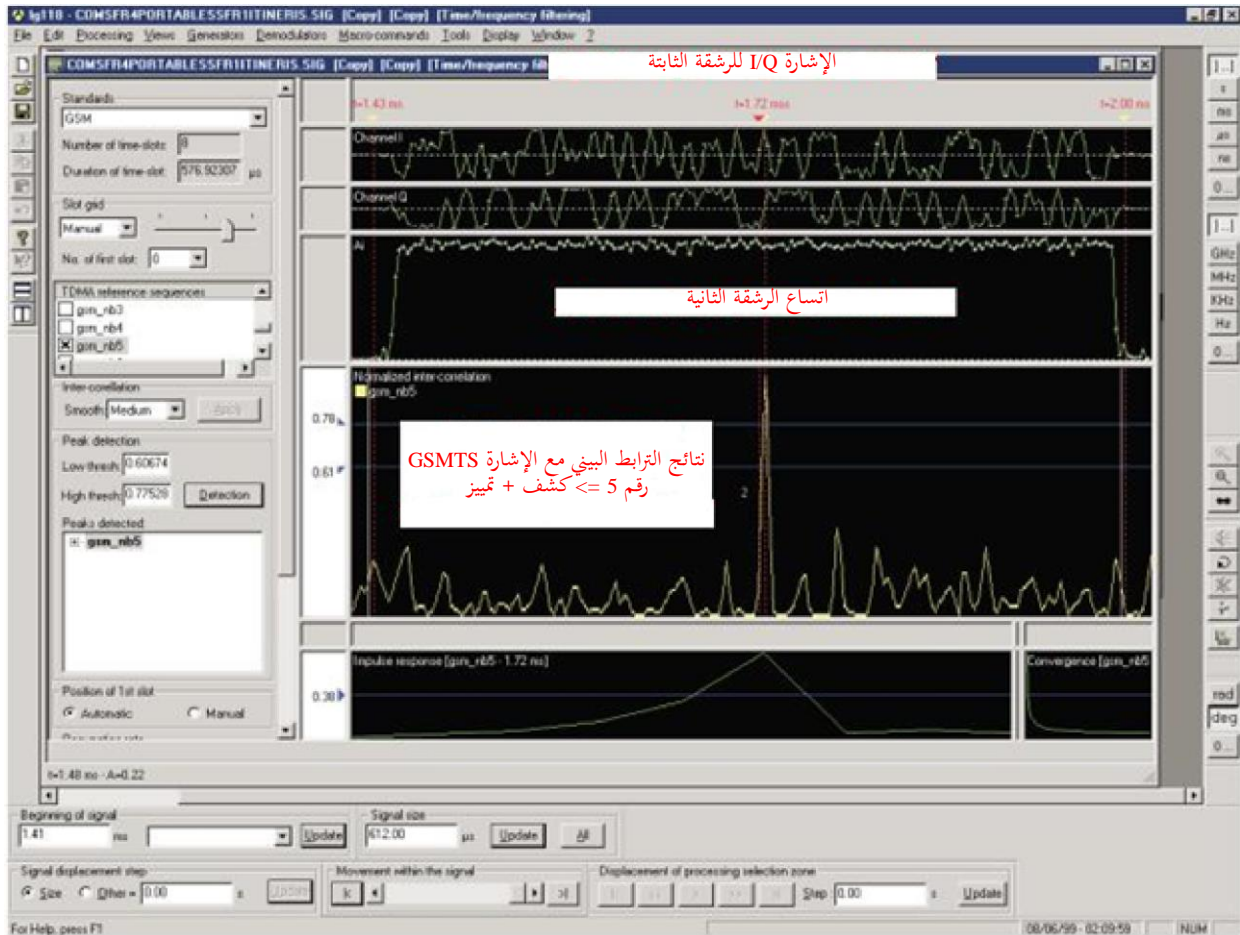 lg118 - COMSFR4PORTABLESSFR1ITINERIS.SIG [Copy] [Copy] [Time/frequency filtering]
File Edit Processing Views Generators Demodulators Macro-commands Tools Display Window ?
COMSFR4PORTABLESSFR1ITINERIS.SIG [Copy] [Copy] [Time/frequency filt
الإشارة I/Q للرشقة الثابتة
Standards
GSM
Number of time-slots: 8
Duration of time-slot: 576.92307 µs
Slot grid
Manual
No. of first slot: 0
TDMA reference sequences
gsm_nb3
gsm_nb4
gsm_nb5
Inter-corellation
Smooth: Medium
Peak detection
Low thresh: 0.60674
High thresh: 0.77528 Detection
Peaks detected
gsm_nb5
Position of 1st slot
Automatic Manual
t=1.43 ms t=1.72 ms t=2.00 ms
Channel I
Channel Q
AI
اتساع الرشقة الثانية
Normalized inter-correlation
gsm_nb5
0.78
0.61
نتائج الترابط البيني مع الإشارة GSMTS
رقم 5 => كشف + تمييز
2
Impulse response [gsm_nb5 - 1.72 ms] Convergence [gsm_nb5
0.38
s
ms
µs
ns
0...
GHz
MHz
KHz
Hz
0...
rad
deg
0...
t=1.48 ms - A=0.22
Beginning of signal
1.41 ms Update
Signal size
612.00 µs Update All
Signal displacement step
Size Other = 0.00 s Update
Movement within the signal
Displacement of processing selection zone
Step 0.00 s Update
For Help, press F1 08/06/99 - 02:09:59 NUM